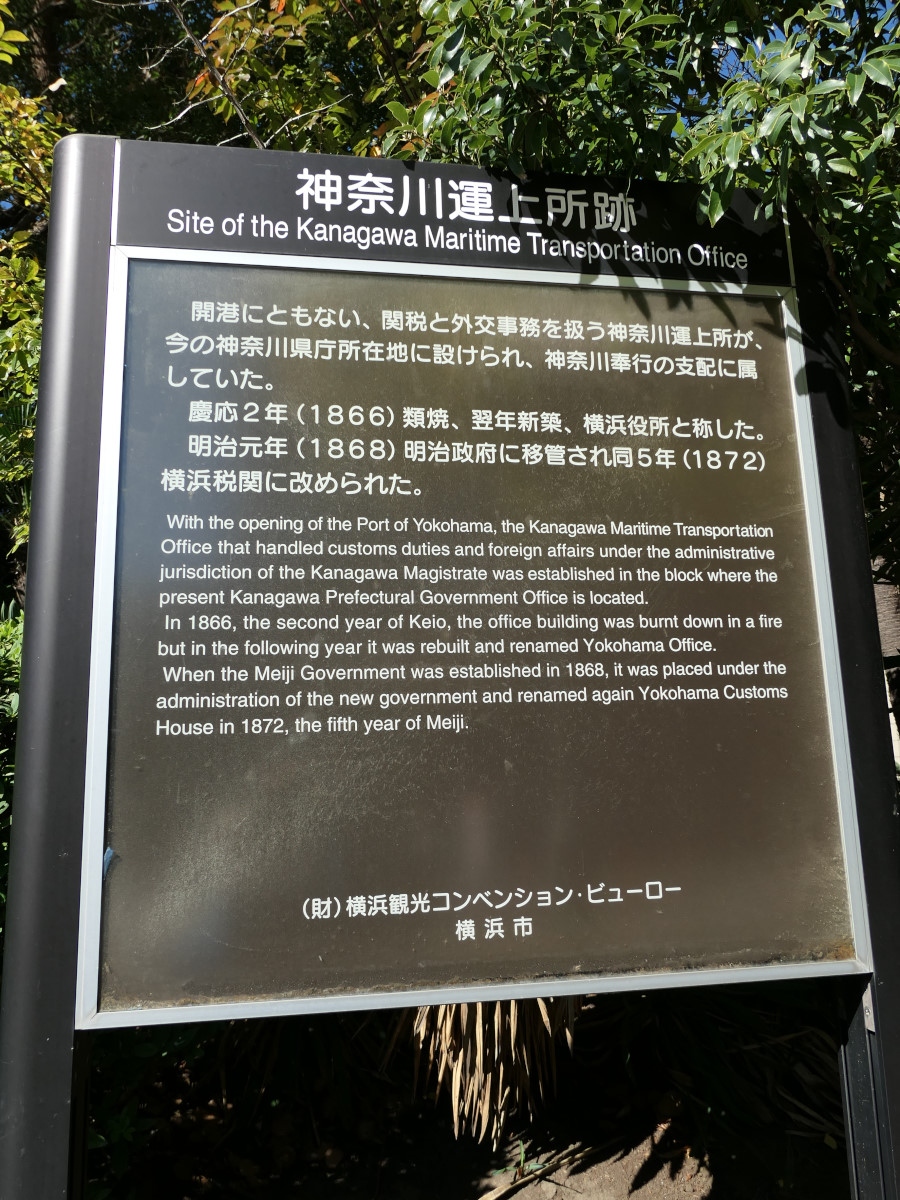 神奈川運上所跡
Site of the Kanagawa Maritime Transportation Office
開港にともない、関税と外交事務を扱う神奈川運上所が、
今の神奈川県庁所在地に設けられ、神奈川奉行の支配に属
していた。
慶応2年(1866)類焼、翌年新築、横浜役所と称した。
明治元年(1868)明治政府に移管され同5年(1872)
横浜税関に改められた。
With the opening of the Port of Yokohama, the Kanagawa Maritime Transportation
Office that handled customs duties and foreign affairs under the administrative
jurisdiction of the Kanagawa Magistrate was established in the block where the
present Kanagawa Prefectural Government Office is located.
In 1866, the second year of Keio, the office building was burnt down in a fire
but in the following year it was rebuilt and renamed Yokohama Office.
When the Meiji Government was established in 1868, it was placed under the
administration of the new government and renamed again Yokohama Customs
House in 1872, the fifth year of Meiji.
(財)横浜観光コンベンション・ビューロー
横浜市